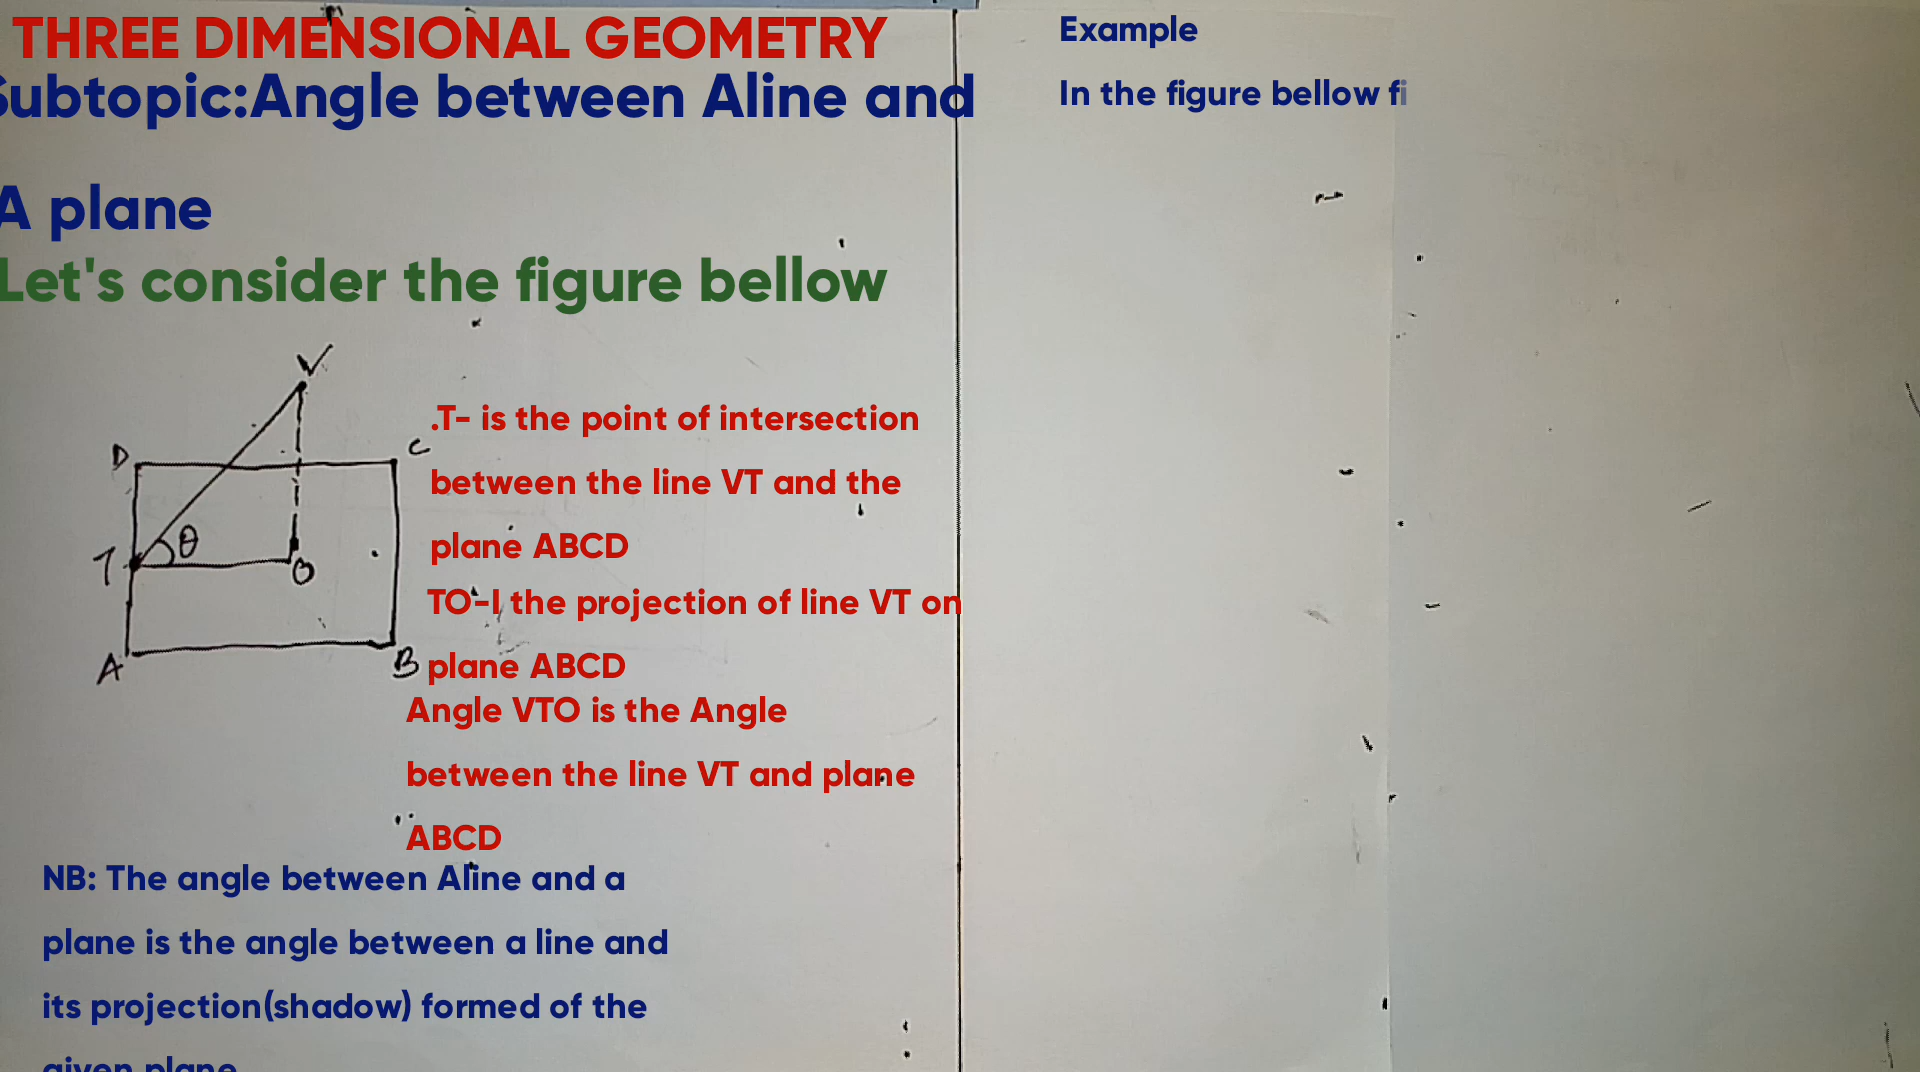 THREE DIMENSIONAL GEOMETRY
Subtopic:Angle between Aline and
A plane
Let's consider the figure bellow
V
D
C
T
θ
O
A
B
.T- is the point of intersection
between the line VT and the
plane ABCD
TO-I the projection of line VT on
plane ABCD
Angle VTO is the Angle
between the line VT and plane
ABCD
NB: The angle between Aline and a
plane is the angle between a line and
its projection(shadow) formed of the
given plane
Example
In the figure bellow fi